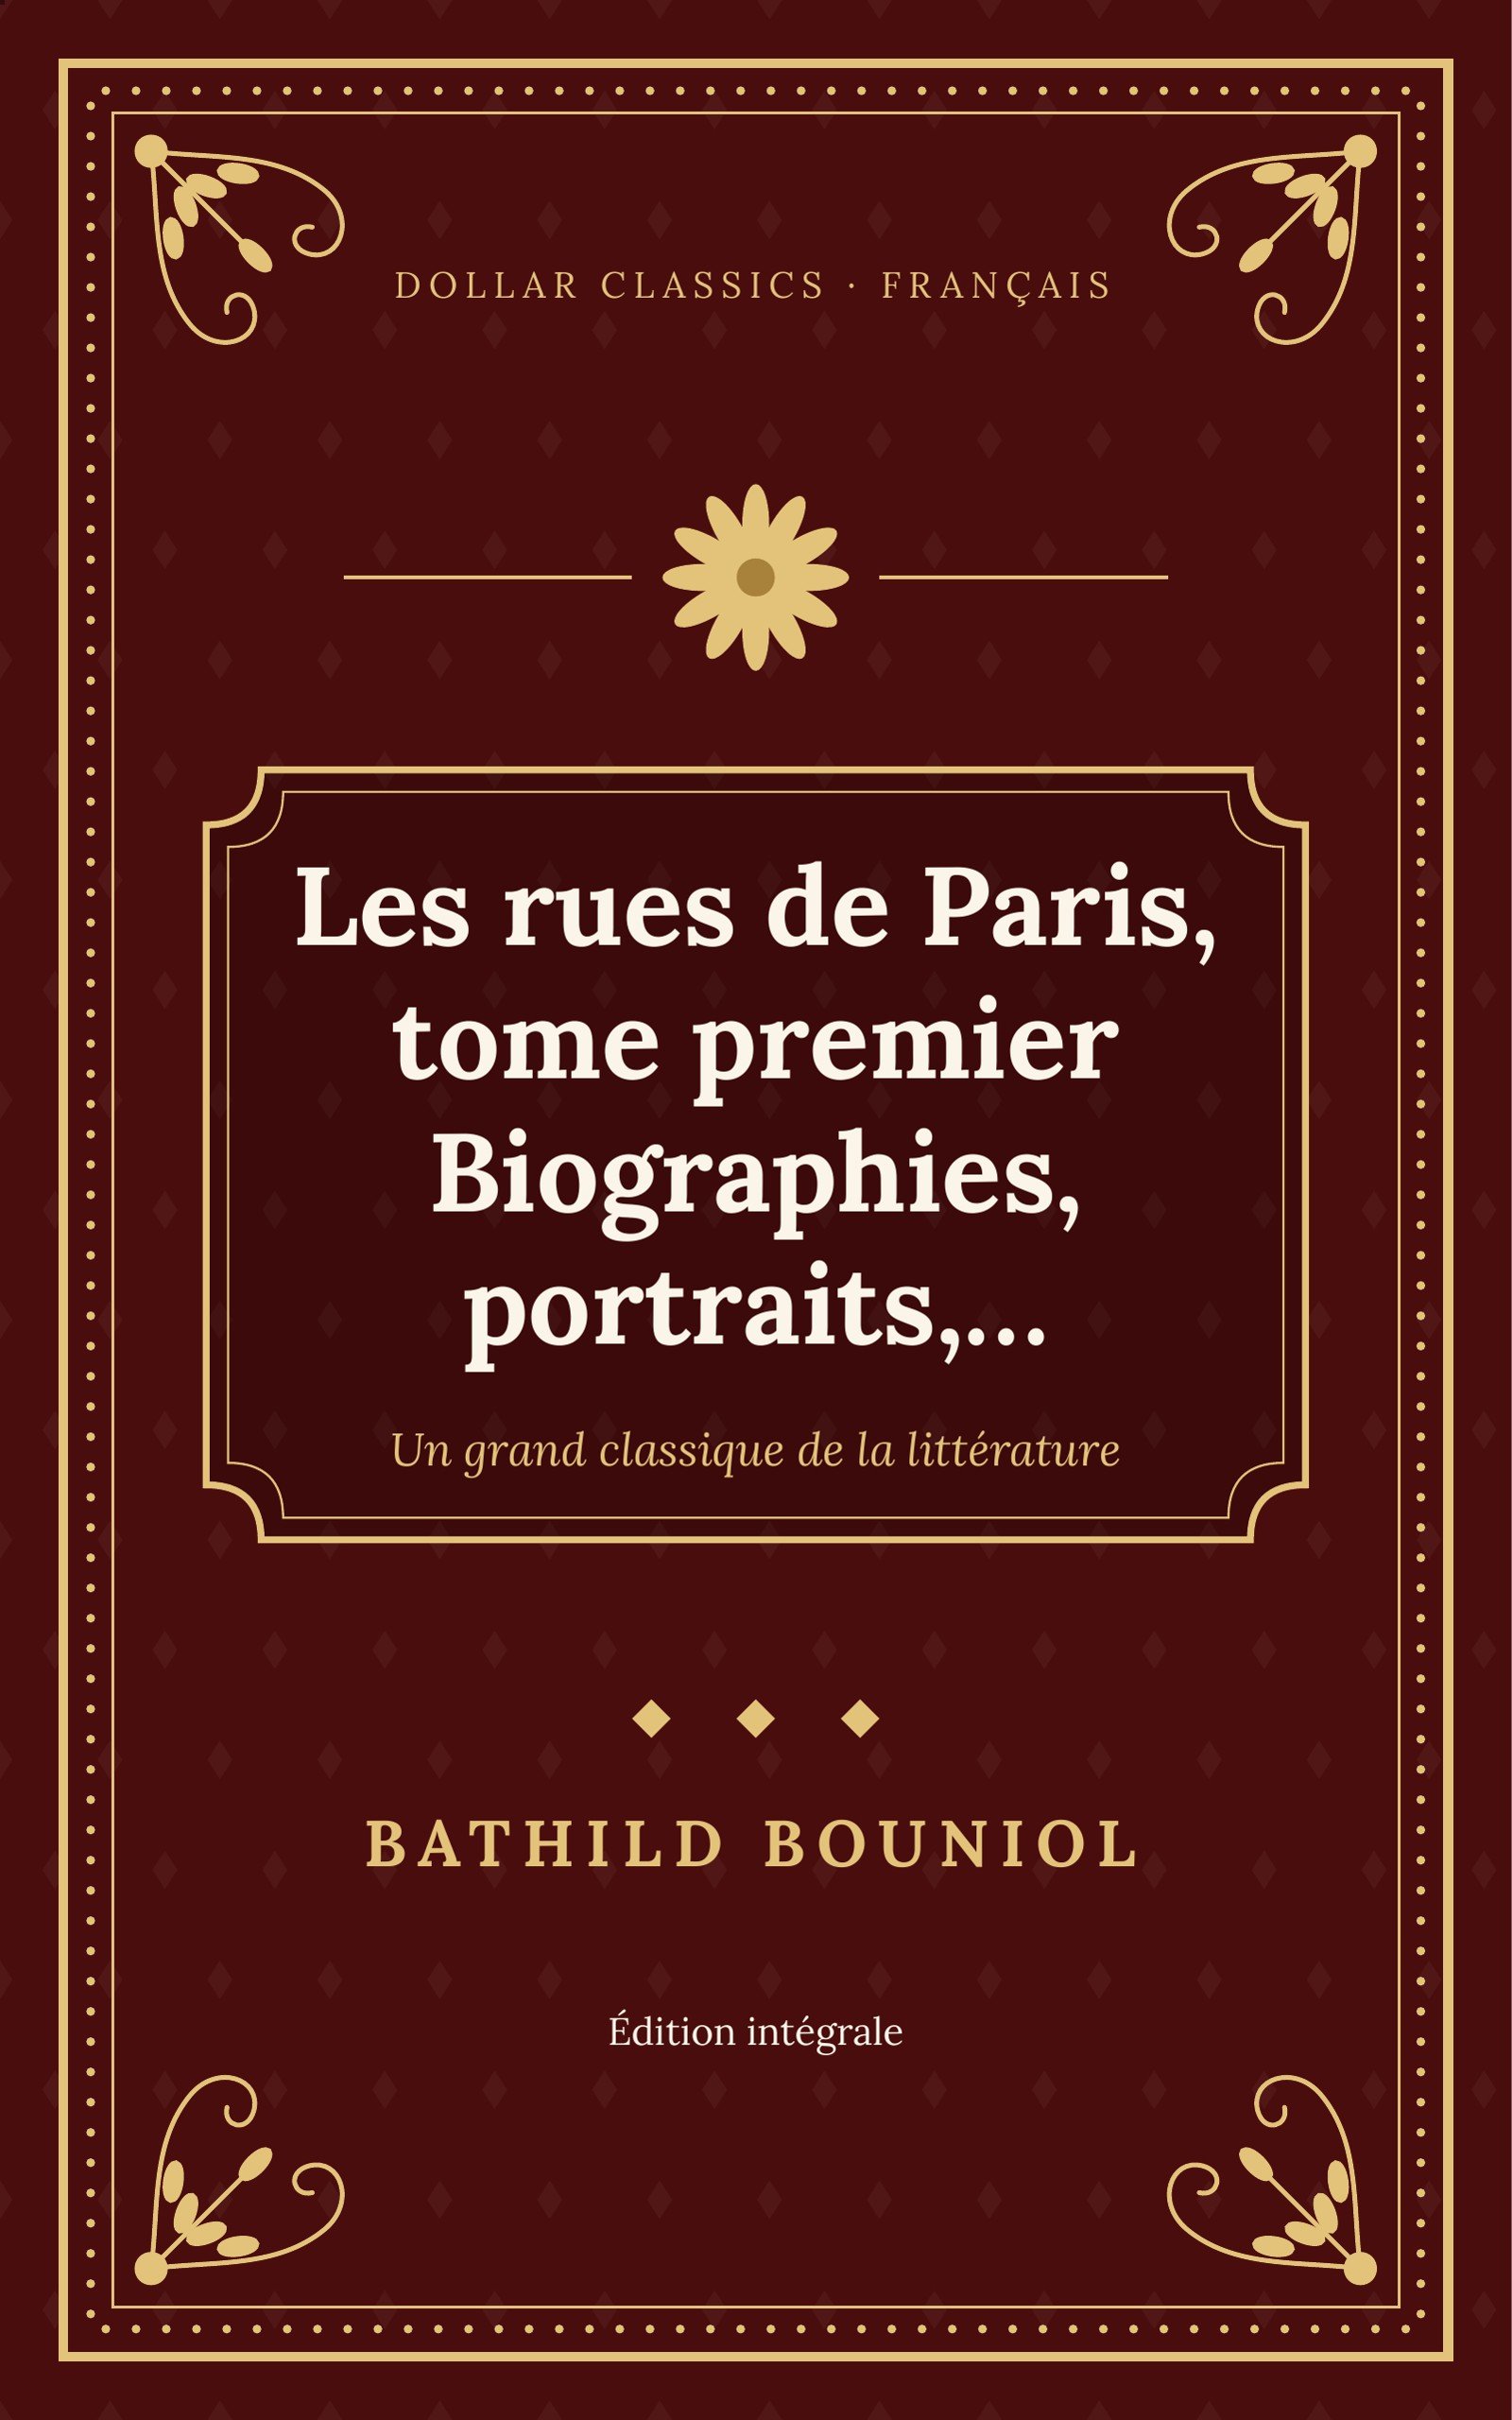 DOLLAR CLASSICS · FRANÇAIS
Les rues de Paris,
tome premier
Biographies,
portraits,...
Un grand classique de la littérature
BATHILD BOUNIOL
Édition intégrale